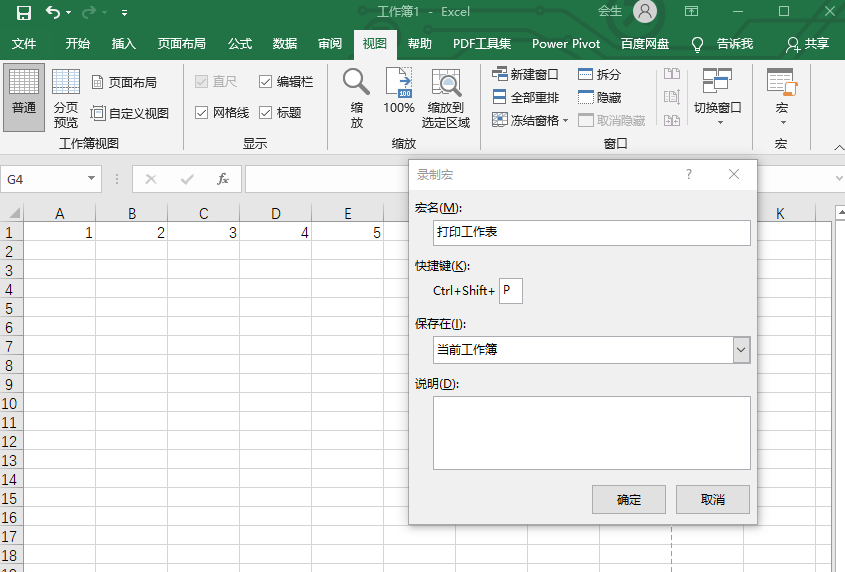 工作簿1 - Excel 会生
文件 开始 插入 页面布局 公式 数据 审阅 视图 帮助 PDF工具集 Power Pivot 百度网盘 告诉我 共享
普通
分页
预览
页面布局
自定义视图
工作簿视图
直尺 编辑栏
网格线 标题
显示
缩
放
100%
100
缩放到
选定区域
缩放
新建窗口 拆分
全部重排 隐藏
冻结窗格 取消隐藏
切换窗口
窗口
宏
宏
G4 fx
A B C D E K
1 1 2 3 4 5
2
3
4
5
6
7
8
9
10
11
12
13
14
15
16
17
18
录制宏 ?
宏名(M):
打印工作表
快捷键(K):
Ctrl+Shift+ P
保存在(I):
当前工作簿
说明(D):
确定 取消